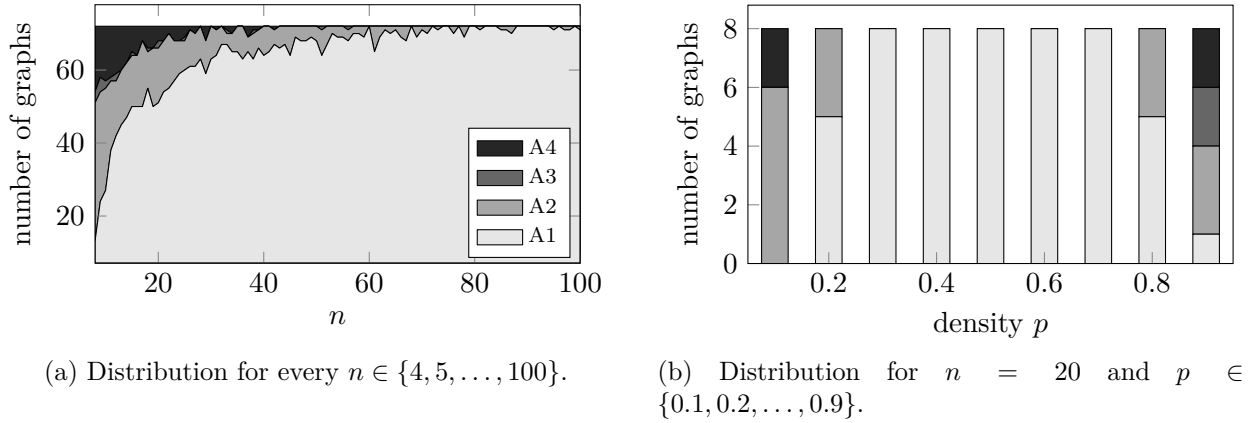 number of graphs
60
40
20
20
40
60
80
100
n
A4
A3
A2
A1
(a) Distribution for every n ∈ {4, 5, . . . , 100}.
number of graphs
8
6
4
2
0
0.2
0.4
0.6
0.8
density p
(b) Distribution for n = 20 and p ∈
{0.1, 0.2, . . . , 0.9}.